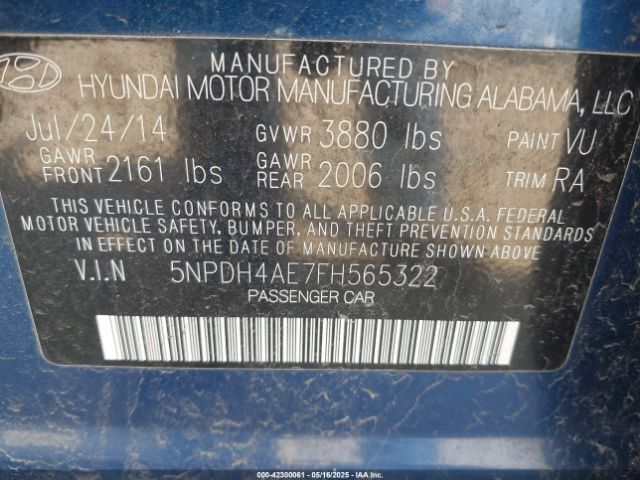 MANUFACTURED BY
HYUNDAI MOTOR MANUFACTURING ALABAMA, LLC
Jul/24/14 GVWR 3880 lbs PAINT VU
GAWR FRONT 2161 lbs GAWR REAR 2006 lbs TRIM RA
THIS VEHICLE CONFORMS TO ALL APPLICABLE U.S.A. FEDERAL
MOTOR VEHICLE SAFETY, BUMPER, AND THEFT PREVENTION STANDARDS
IN EFFECT ON THE DATE OF MANUFACTURE SHOWN ABOVE.
V.I.N 5NPDH4AE7FH565322
PASSENGER CAR
000-42300061 - 05/16/2025 - IAA, Inc.